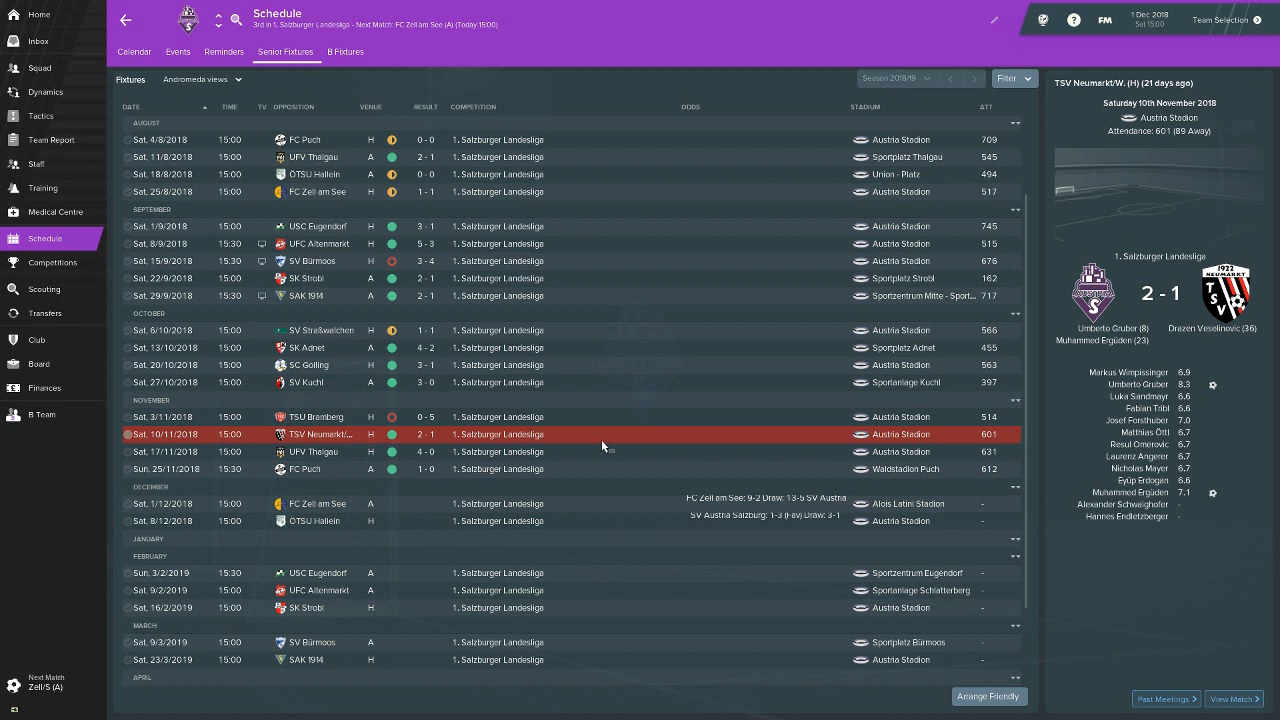 Home
Inbox
Squad
Dynamics
Tactics
Team Report
Staff
Training
Medical Centre
Schedule
Competitions
Scouting
Transfers
Club
Board
Finances
B Team
Next Match
Zell/S (A)
Schedule
3rd in 1. Salzburger Landesliga - Next Match: FC Zell am See (A) (Today 15:00)
FM
1 Dec 2018
Sat 15:00
Team Selection
Calendar Events Reminders Senior Fixtures B Fixtures
Fixtures Andromeda views Season 2018/19 Filter
DATE TIME TV OPPOSITION VENUE RESULT COMPETITION ODDS STADIUM ATT
AUGUST
Sat, 4/8/2018 15:00 FC Puch H 0 - 0 1. Salzburger Landesliga Austria Stadion 709
Sat, 11/8/2018 15:00 UFV Thalgau A 2 - 1 1. Salzburger Landesliga Sportplatz Thalgau 545
Sat, 18/8/2018 15:00 ÖTSU Hallein A 0 - 0 1. Salzburger Landesliga Union - Platz 494
Sat, 25/8/2018 15:00 FC Zell am See H 1 - 1 1. Salzburger Landesliga Austria Stadion 517
SEPTEMBER
Sat, 1/9/2018 15:00 USC Eugendorf H 3 - 1 1. Salzburger Landesliga Austria Stadion 745
Sat, 8/9/2018 15:30 UFC Altenmarkt H 5 - 3 1. Salzburger Landesliga Austria Stadion 515
Sat, 15/9/2018 15:30 SV Bürmoos H 3 - 4 1. Salzburger Landesliga Austria Stadion 676
Sat, 22/9/2018 15:00 SK Strobl A 2 - 1 1. Salzburger Landesliga Sportplatz Strobl 162
Sat, 29/9/2018 15:30 SAK 1914 A 2 - 1 1. Salzburger Landesliga Sportzentrum Mitte - Sport... 717
OCTOBER
Sat, 6/10/2018 15:00 SV Straßwalchen H 1 - 1 1. Salzburger Landesliga Austria Stadion 566
Sat, 13/10/2018 15:00 SK Adnet A 4 - 2 1. Salzburger Landesliga Sportplatz Adnet 455
Sat, 20/10/2018 15:00 SC Golling H 3 - 1 1. Salzburger Landesliga Austria Stadion 563
Sat, 27/10/2018 15:00 SV Kuchl A 3 - 0 1. Salzburger Landesliga Sportanlage Kuchl 397
NOVEMBER
Sat, 3/11/2018 15:00 TSU Bramberg H 0 - 5 1. Salzburger Landesliga Austria Stadion 514
Sat, 10/11/2018 15:00 TSV Neumarkt/... H 2 - 1 1. Salzburger Landesliga Austria Stadion 601
Sat, 17/11/2018 15:00 UFV Thalgau H 4 - 0 1. Salzburger Landesliga Austria Stadion 631
Sun, 25/11/2018 15:30 FC Puch A 1 - 0 1. Salzburger Landesliga Waldstadion Puch 612
DECEMBER
Sat, 1/12/2018 15:00 FC Zell am See A 1. Salzburger Landesliga FC Zell am See: 9-2 Draw: 13-5 SV Austria Alois Latini Stadion -
Sat, 8/12/2018 15:00 ÖTSU Hallein H 1. Salzburger Landesliga SV Austria Salzburg: 1-3 (Fav) Draw: 3-1 Austria Stadion -
JANUARY
FEBRUARY
Sun, 3/2/2019 15:30 USC Eugendorf A 1. Salzburger Landesliga Sportzentrum Eugendorf -
Sat, 9/2/2019 15:00 UFC Altenmarkt A 1. Salzburger Landesliga Sportanlage Schlatterberg -
Sat, 16/2/2019 15:00 SK Strobl H 1. Salzburger Landesliga Austria Stadion -
MARCH
Sat, 9/3/2019 15:00 SV Bürmoos A 1. Salzburger Landesliga Sportplatz Bürmoos -
Sat, 23/3/2019 15:00 SAK 1914 H 1. Salzburger Landesliga Austria Stadion -
APRIL
Arrange Friendly
TSV Neumarkt/W. (H) (21 days ago)
Saturday 10th November 2018
Austria Stadion
Attendance: 601 (89 Away)
1. Salzburger Landesliga
2 - 1
1922
NEUMARKT
TSV
Umberto Gruber (8) Drazen Veselinovic (36)
Muhammed Ergüden (23)
Markus Wimpissinger 6.9
Umberto Gruber 8.3
Luka Sandmayr 6.6
Fabian Tribl 6.6
Josef Forsthuber 7.0
Matthias Öttl 6.7
Resul Omerovic 6.7
Laurenz Angerer 6.7
Nicholas Mayer 6.7
Eyüp Erdogan 6.6
Muhammed Ergüden 7.1
Alexander Schwaighofer -
Hannes Endletzberger -
Past Meetings View Match